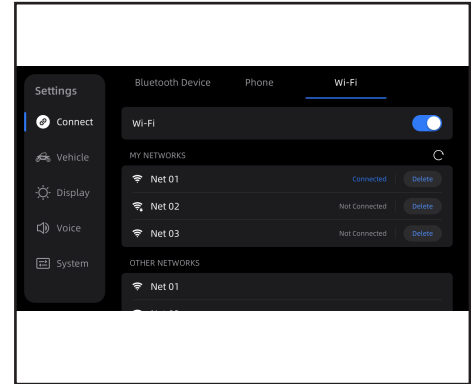 Settings
Connect
Vehicle
Display
Voice
System
Bluetooth Device Phone Wi-Fi
Wi-Fi
MY NETWORKS
Net 01 Connected Delete
Net 02 Not Connected Delete
Net 03 Not Connected Delete
OTHER NETWORKS
Net 01